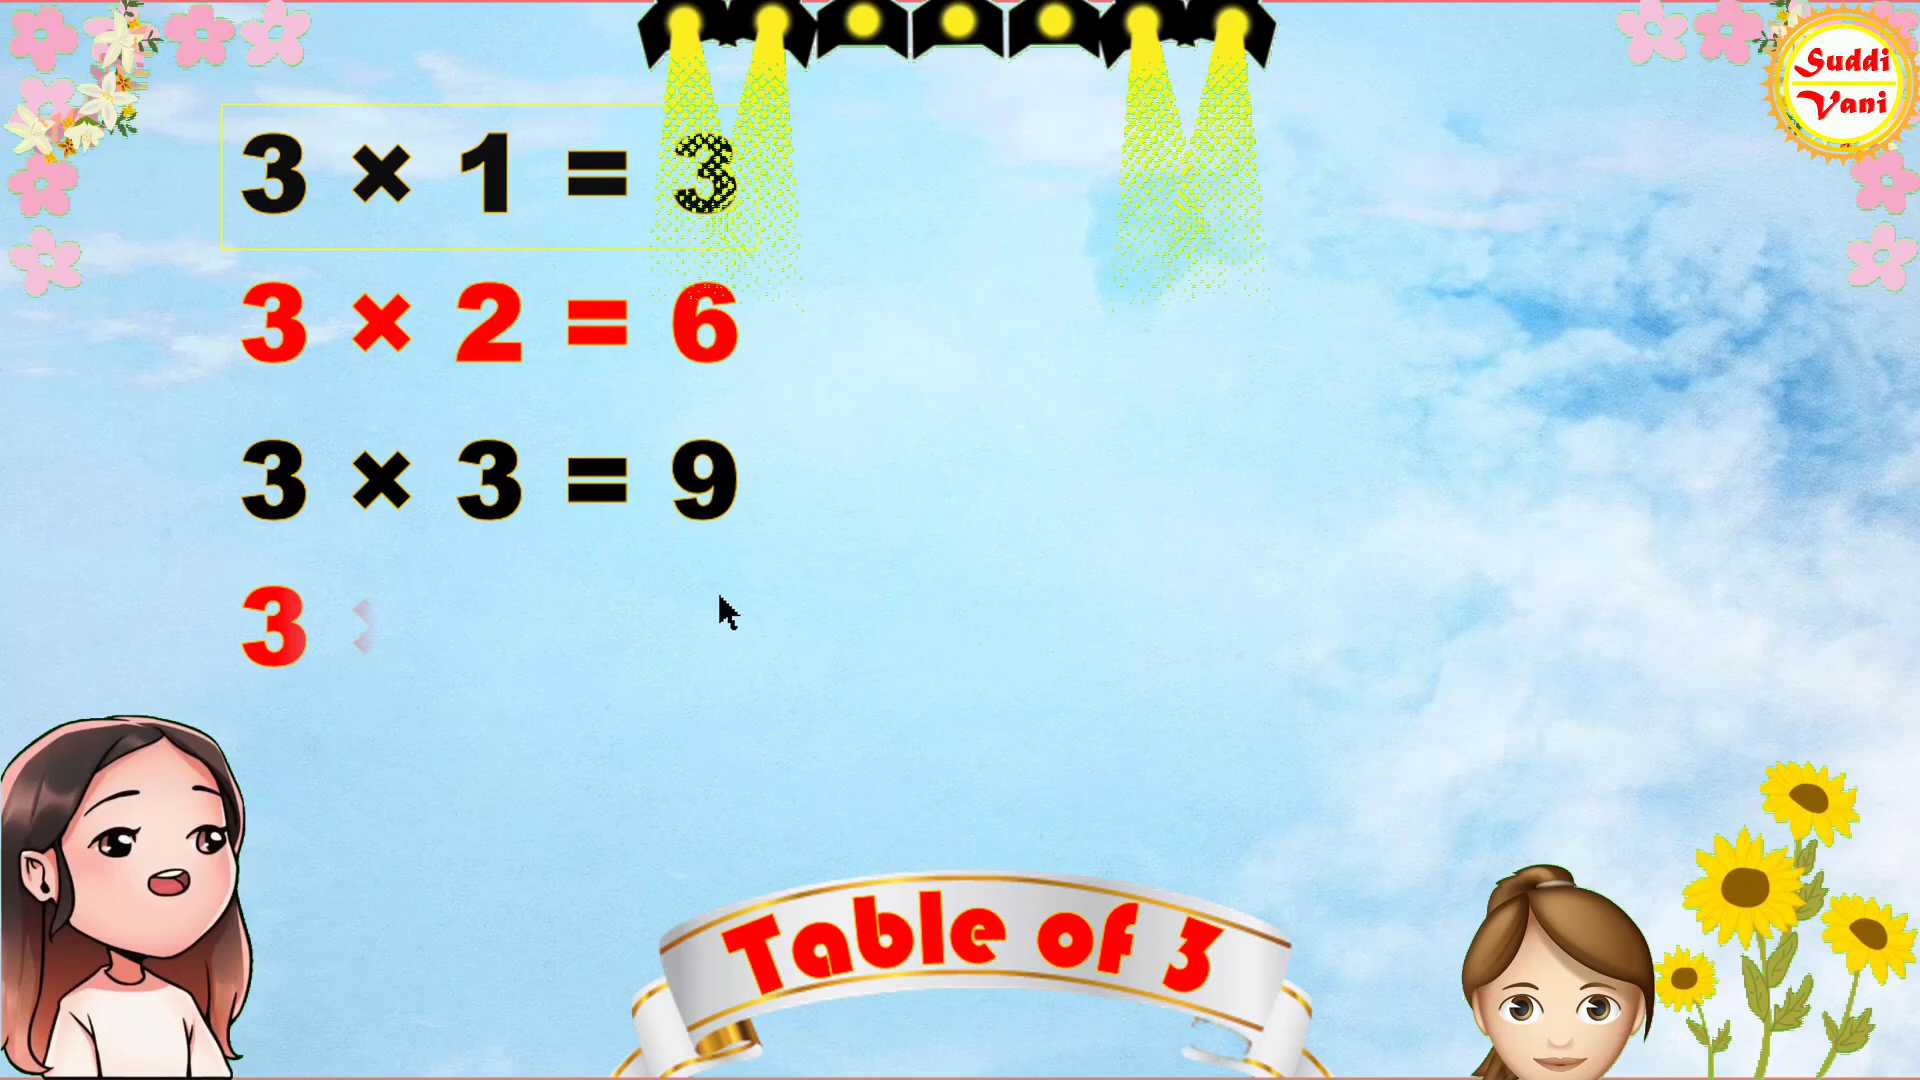 Suddi
Vani
3 × 1 = 3
3 × 2 = 6
3 × 3 = 9
3
Table of 3